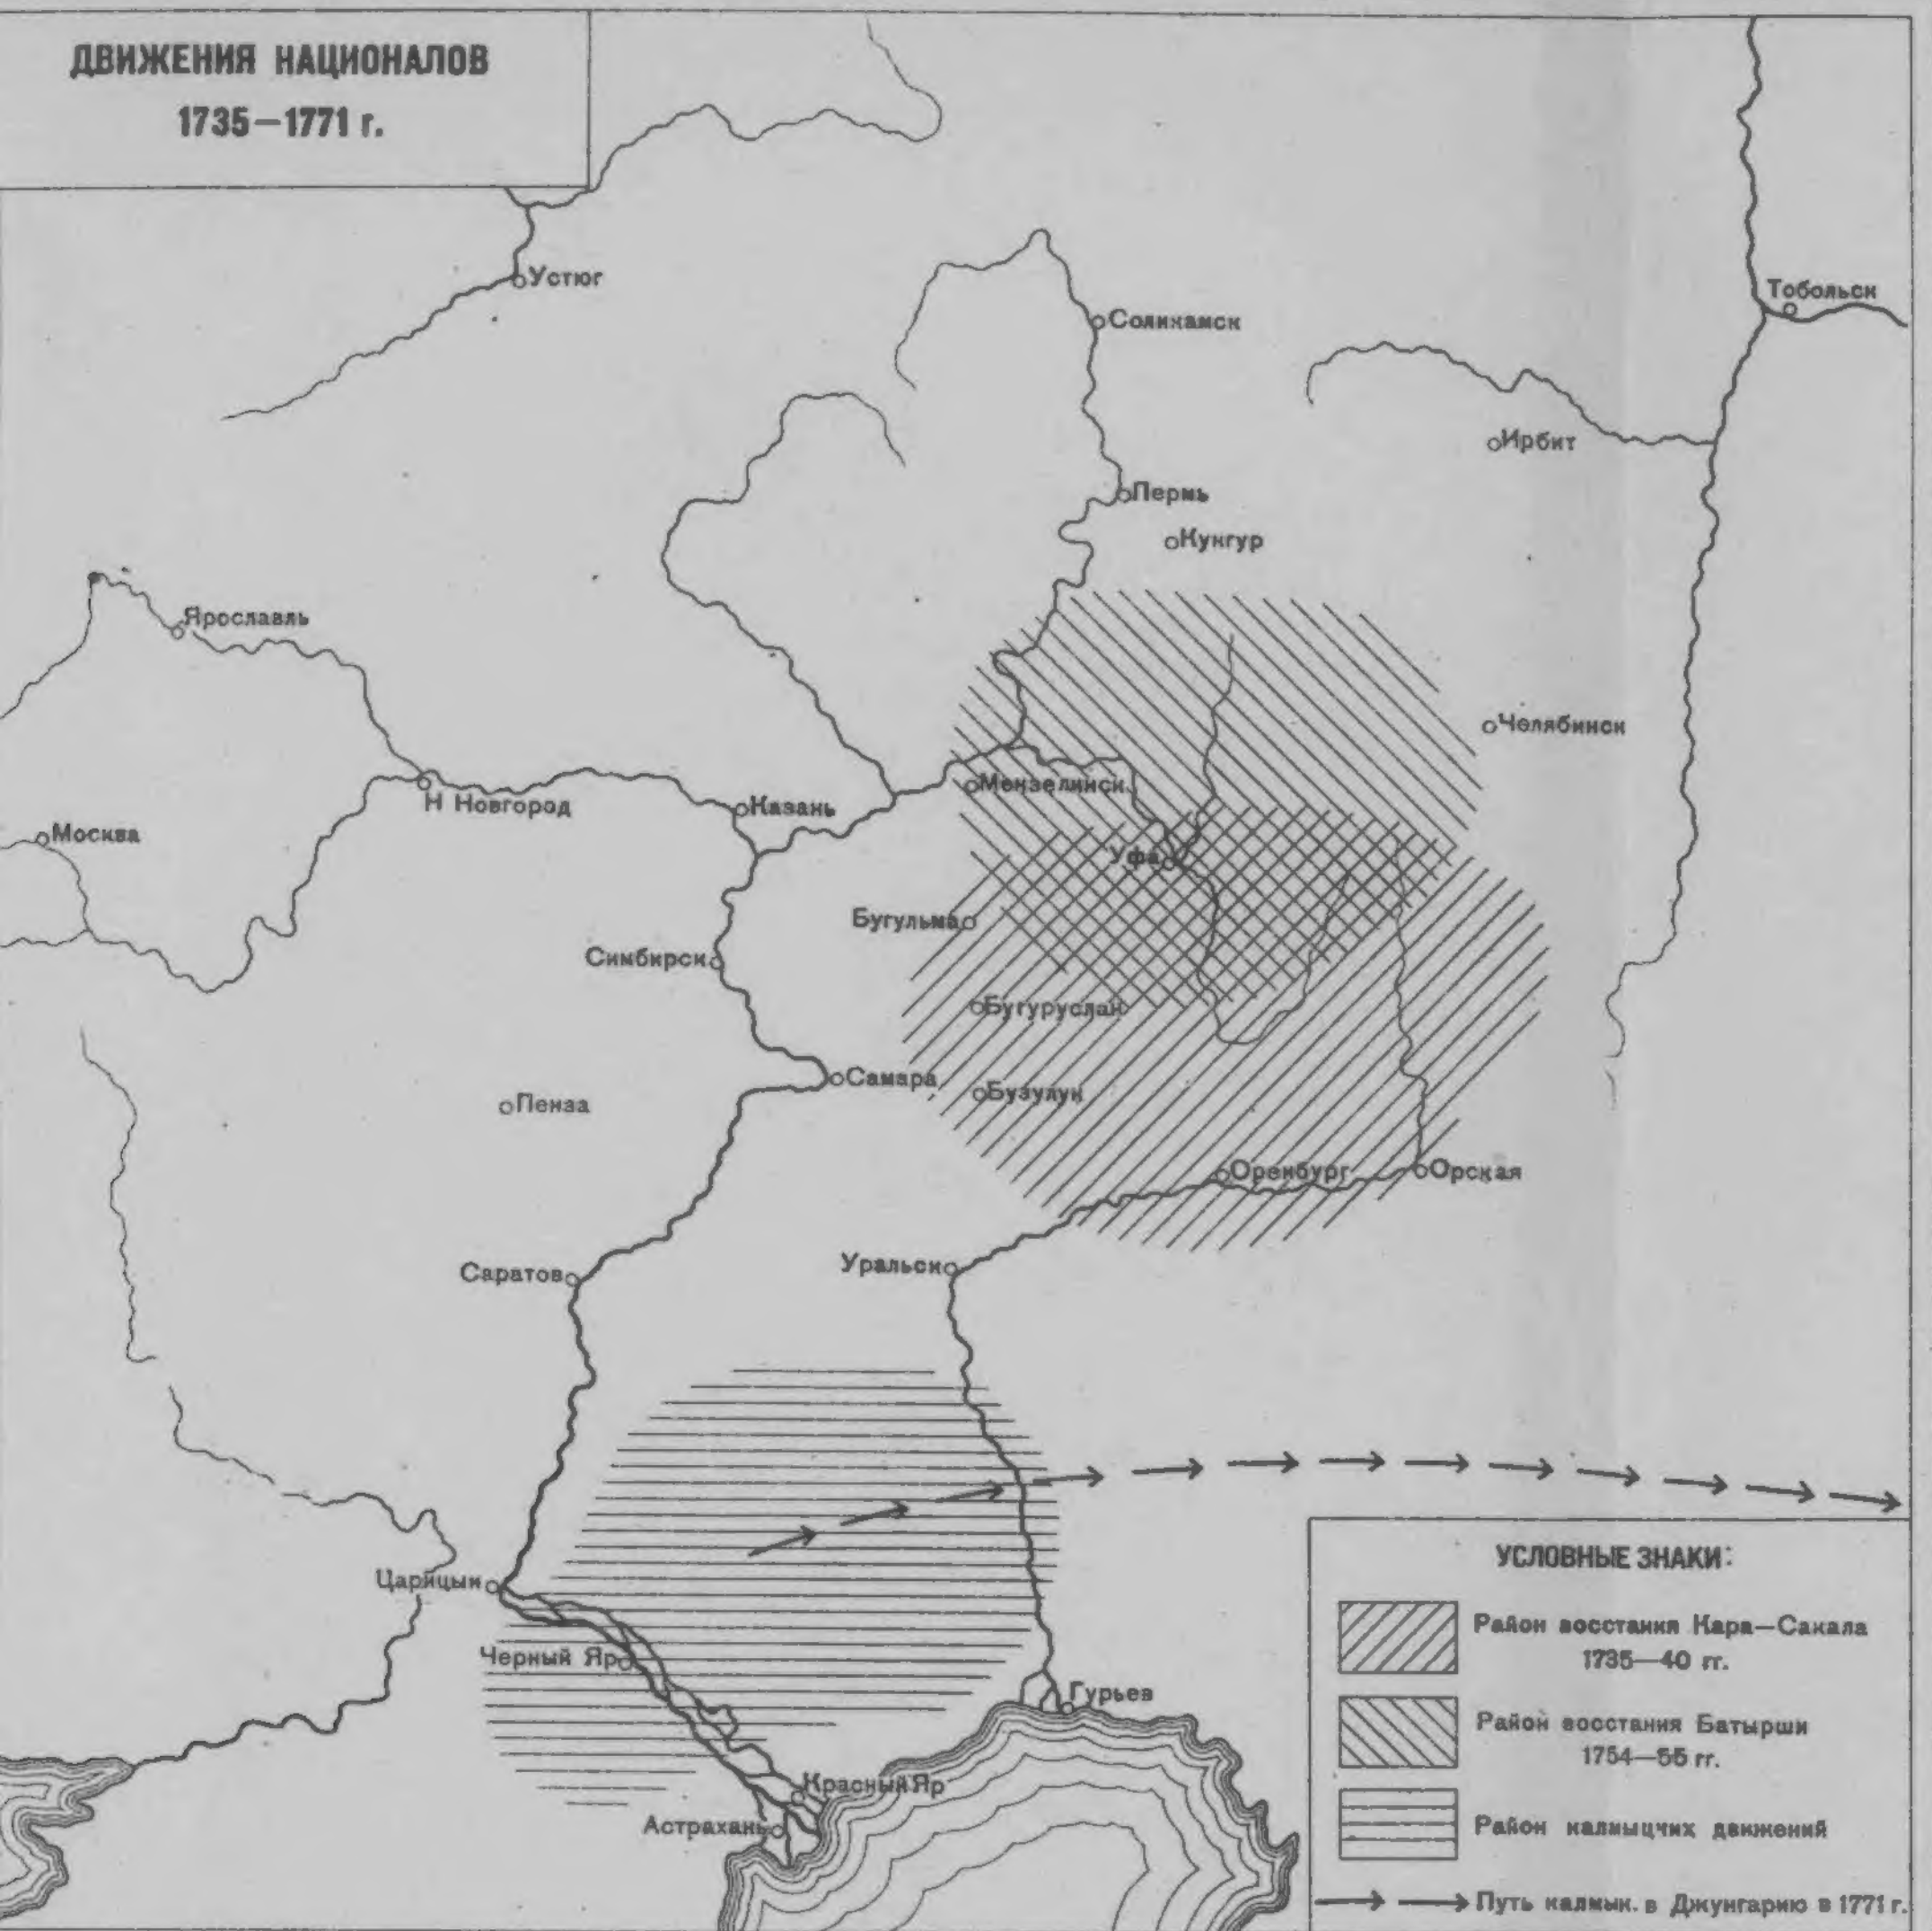 ДВИЖЕНИЯ НАЦИОНАЛОВ
1735—1771 г.
Устюг
Тобольск
Соликамск
Ирбит
Пермь
Кунгур
Ярославль
Челябинск
Мензелинск
Н Новгород
Казань
Москва
Уфа
Бугульма
Симбирск
Бугуруслан
Самара
Бузулук
Пенза
Оренбург
Орская
Уральск
Саратов
Царицын
Черный Яр
Гурьев
Красный Яр
Астрахань
УСЛОВНЫЕ ЗНАКИ:
Район восстания Кара—Сакала
1735—40 гг.
Район восстания Батырши
1754—55 гг.
Район калмыцчих движений
Путь калмык. в Джунгарию в 1771 г.